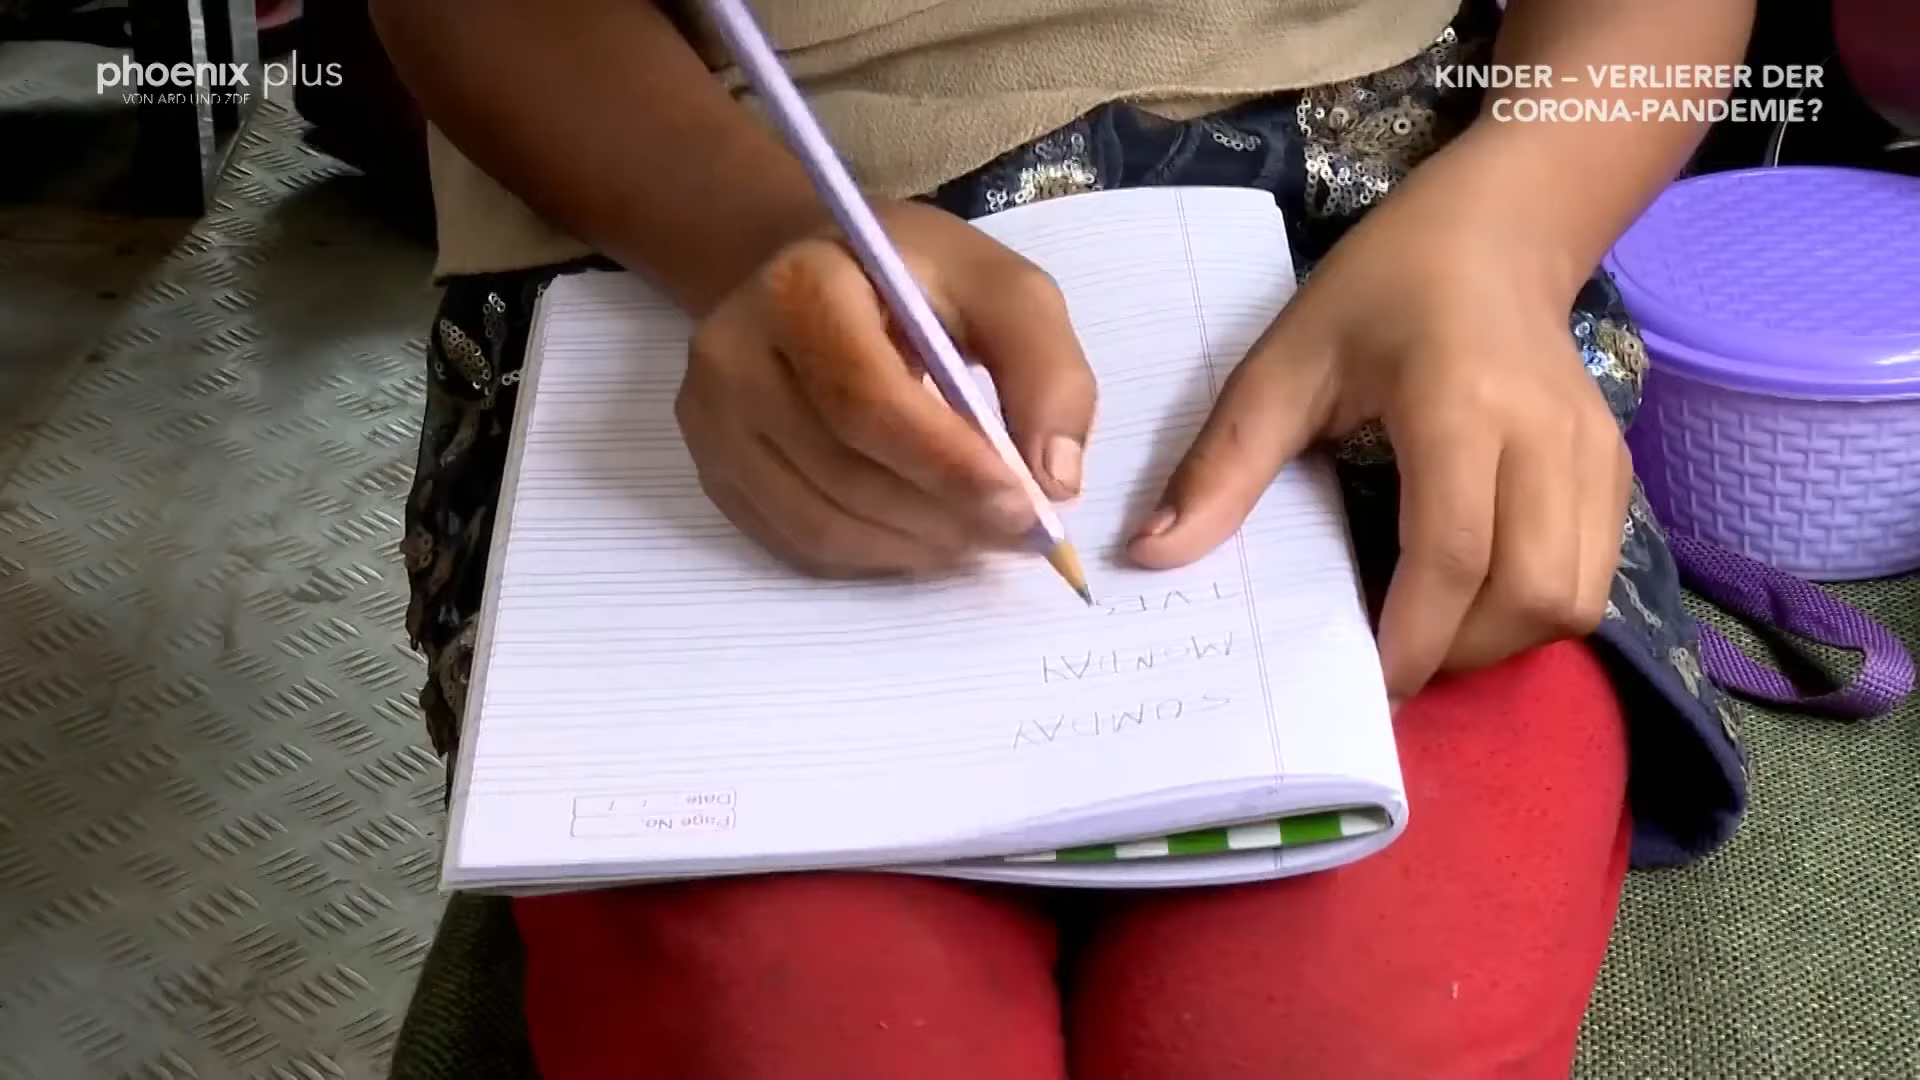 phoenix plus
VON ARD UND ZDF
KINDER – VERLIERER DER
CORONA-PANDEMIE?
Page No.
Date: / /
SUMDAY
MONDAY
TUES